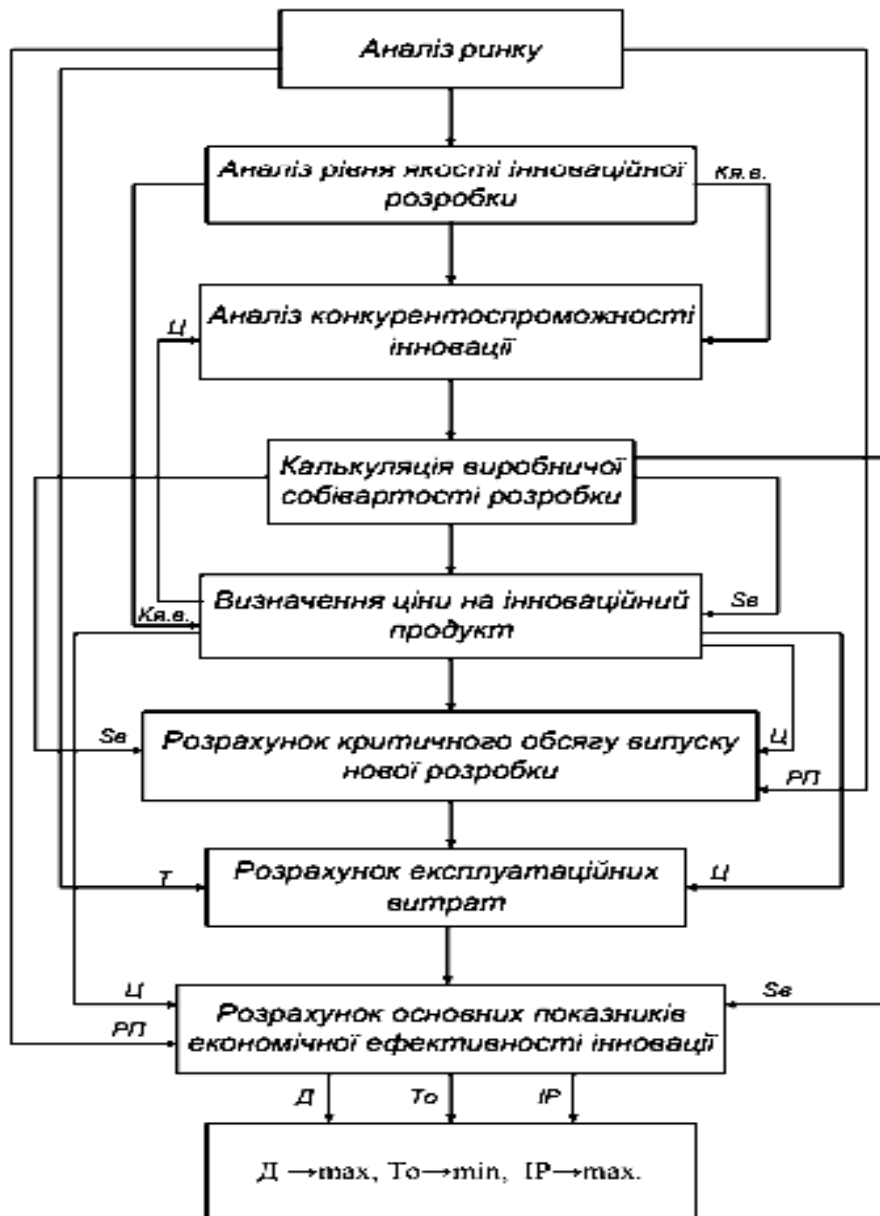 Аналіз ринку
Аналіз рівня якості інноваційної
розробки
Кя.в.
Аналіз конкурентоспроможності
інновації
Ц
Калькуляція виробничої
собівартості розробки
Визначення ціни на інноваційний
продукт
Sв
Кя.в.
Розрахунок критичного обсягу випуску
нової розробки
Sв
Ц
РП
Розрахунок експлуатаційних
витрат
Т
Ц
Розрахунок основних показників
економічної ефективності інновації
Ц
Sв
РП
Д То ІР
Д →max, То→min, ІР→max.